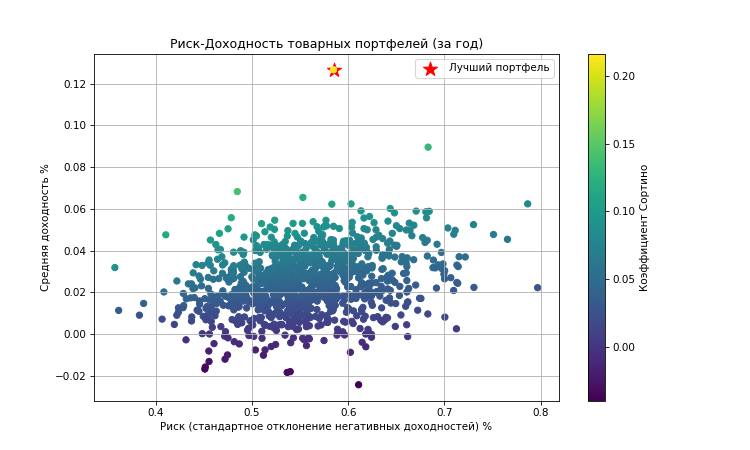 Риск-Доходность товарных портфелей (за год)
Лучший портфель
Средняя доходность %
0.12
0.10
0.08
0.06
0.04
0.02
0.00
−0.02
0.4 0.5 0.6 0.7 0.8
Риск (стандартное отклонение негативных доходностей) %
0.20
0.15
0.10
0.05
0.00
Коэффициент Сортино